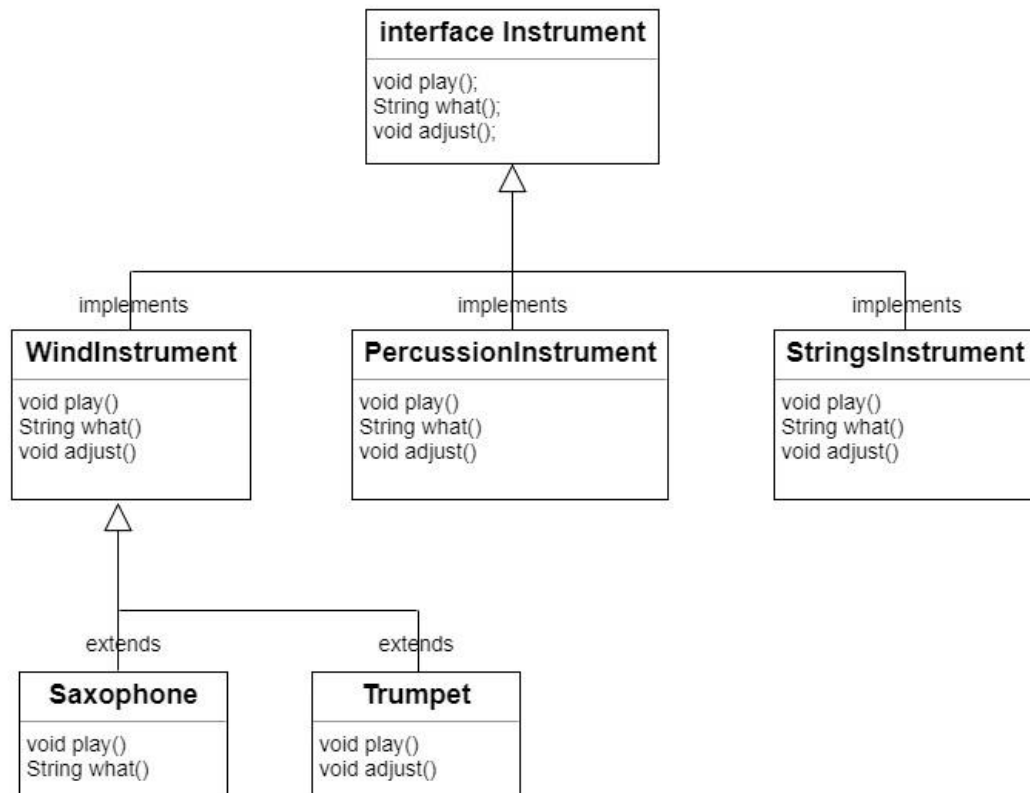 interface Instrument
void play();
String what();
void adjust();
implements
implements
implements
WindInstrument
void play()
String what()
void adjust()
PercussionInstrument
void play()
String what()
void adjust()
StringsInstrument
void play()
String what()
void adjust()
extends
extends
Saxophone
void play()
String what()
Trumpet
void play()
void adjust()